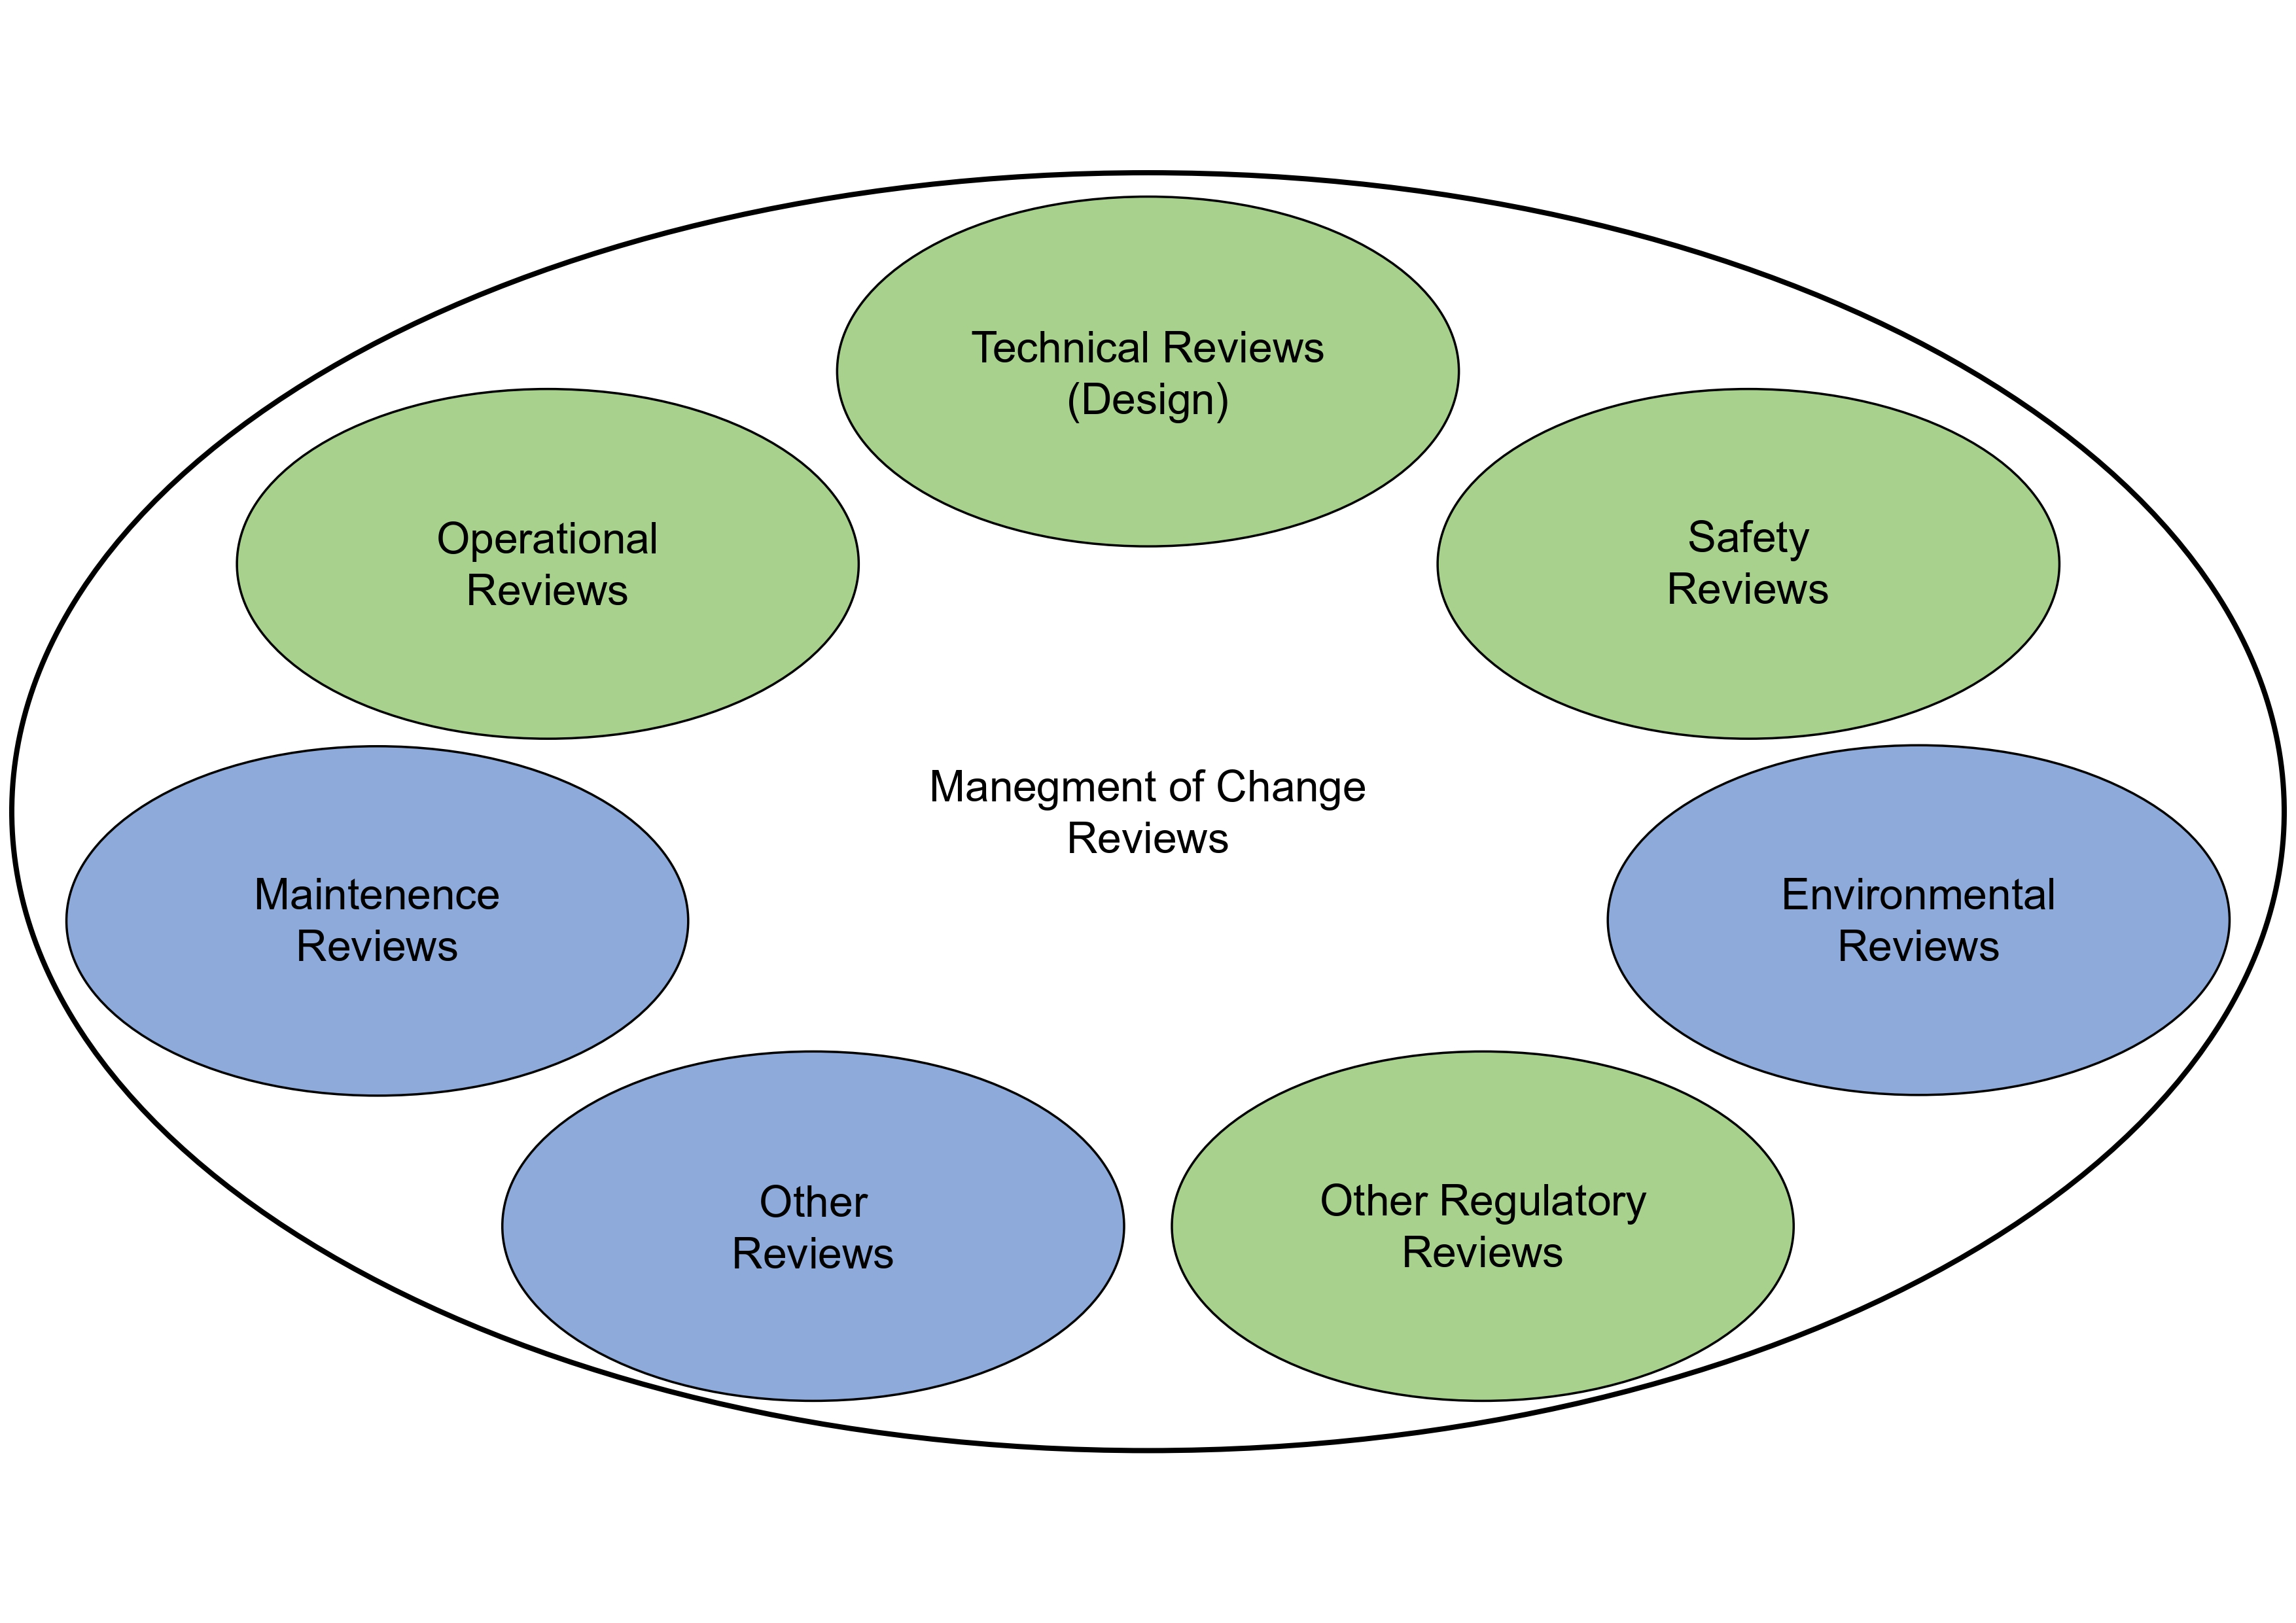 Technical Reviews
(Design)
Operational
Reviews
Safety
Reviews
Manegment of Change
Reviews
Maintenence
Reviews
Environmental
Reviews
Other
Reviews
Other Regulatory
Reviews